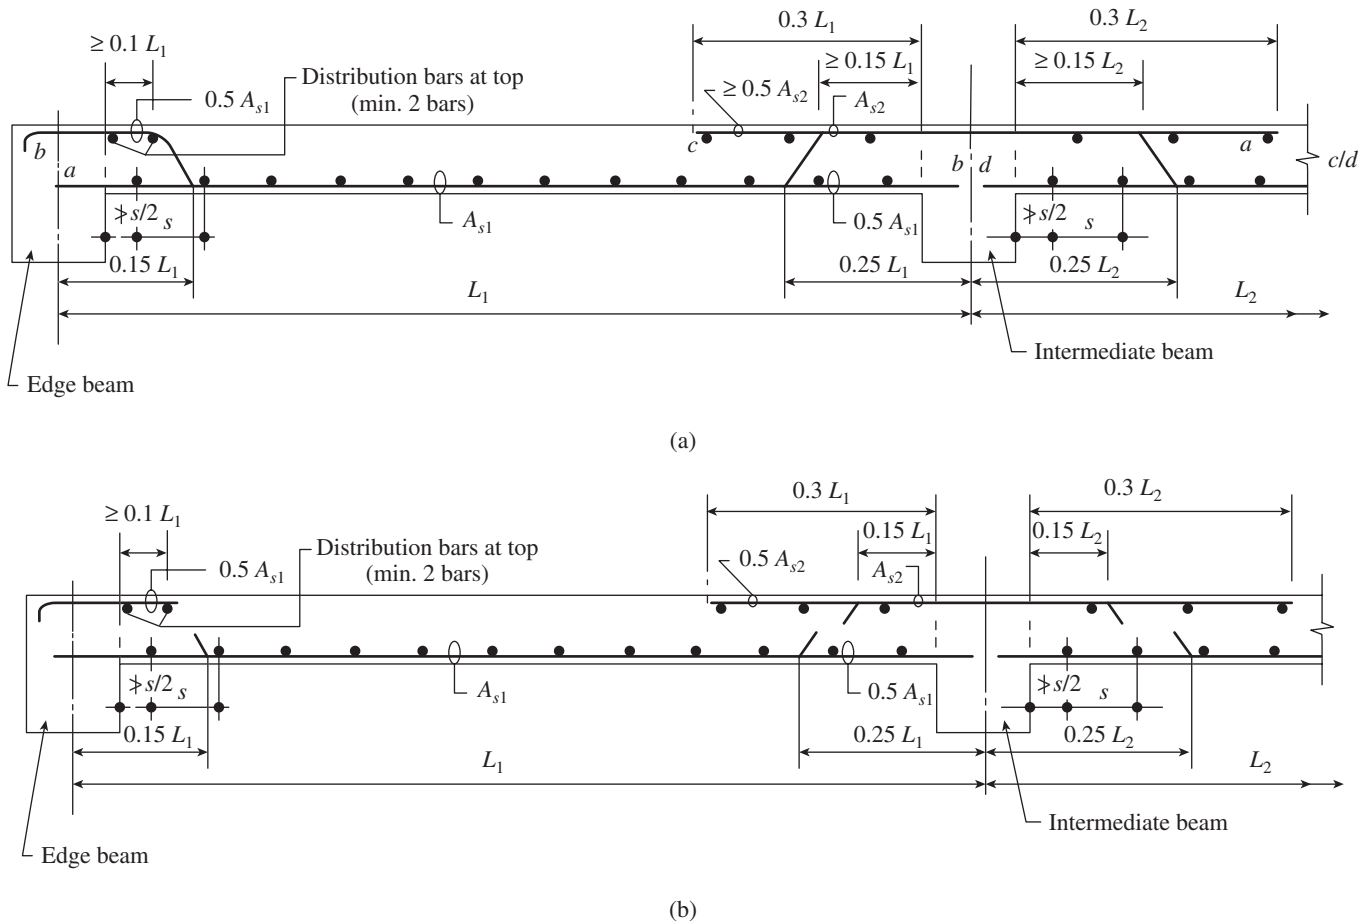 0.3 L₁
0.3 L₂
≥ 0.1 L₁
≥ 0.15 L₁
≥ 0.15 L₂
Distribution bars at top
(min. 2 bars)
0.5 Aₛ₁
≥ 0.5 Aₛ₂
Aₛ₂
b
a
c
b
d
a
c/d
≯ s/2
s
Aₛ₁
0.5 Aₛ₁
≯ s/2
s
0.15 L₁
0.25 L₁
0.25 L₂
L₁
L₂
Intermediate beam
Edge beam
(a)
0.3 L₁
0.3 L₂
≥ 0.1 L₁
0.15 L₁
0.15 L₂
Distribution bars at top
(min. 2 bars)
0.5 Aₛ₁
0.5 Aₛ₂
Aₛ₂
≯ s/2
s
Aₛ₁
0.5 Aₛ₁
≯ s/2
s
0.15 L₁
0.25 L₁
0.25 L₂
L₁
L₂
Intermediate beam
Edge beam
(b)